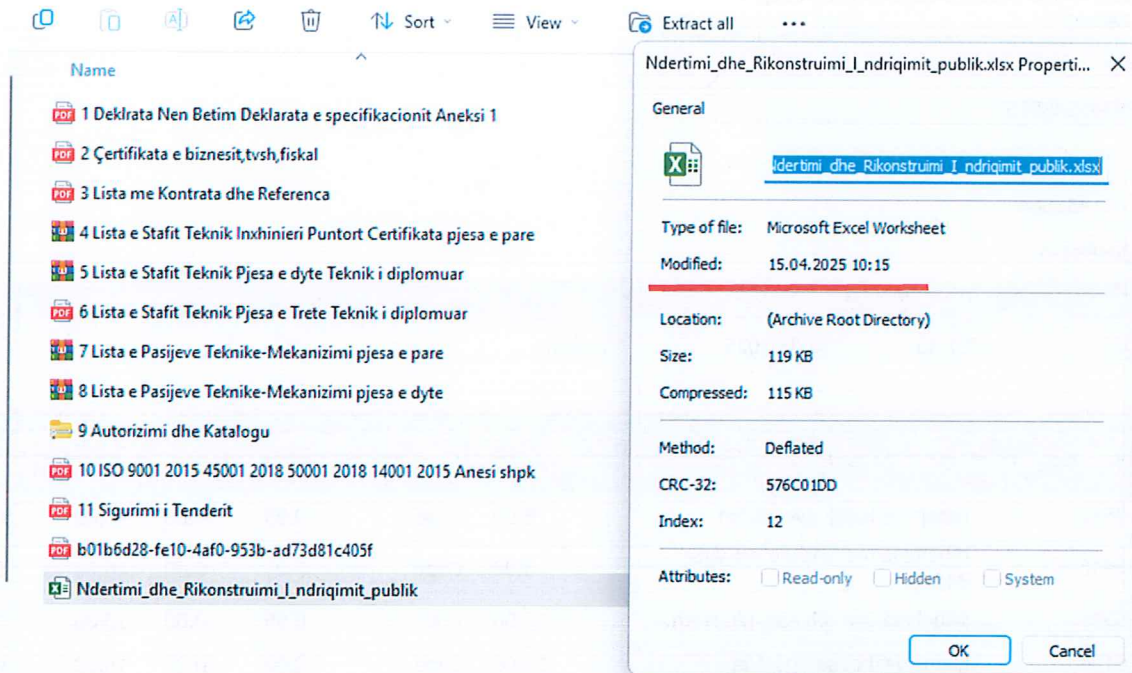 Sort
View
Extract all
...
Name
1 Deklrata Nen Betim Deklarata e specifikacionit Aneksi 1
2 Çertifikata e biznesit,tvsh,fiskal
3 Lista me Kontrata dhe Referenca
4 Lista e Stafit Teknik Inxhinieri Puntort Certifikata pjesa e pare
5 Lista e Stafit Teknik Pjesa e dyte Teknik i diplomuar
6 Lista e Stafit Teknik Pjesa e Trete Teknik i diplomuar
7 Lista e Pasijeve Teknike-Mekanizimi pjesa e pare
8 Lista e Pasijeve Teknike-Mekanizimi pjesa e dyte
9 Autorizimi dhe Katalogu
10 ISO 9001 2015 45001 2018 50001 2018 14001 2015 Anesi shpk
11 Sigurimi i Tenderit
b01b6d28-fe10-4af0-953b-ad73d81c405f
Ndertimi_dhe_Rikonstruimi_I_ndriqimit_publik
Ndertimi_dhe_Rikonstruimi_I_ndriqimit_publik.xlsx Properti...
General
Ndertimi_dhe_Rikonstruimi_I_ndriqimit_publik.xlsx
Type of file: Microsoft Excel Worksheet
Modified: 15.04.2025 10:15
Location: (Archive Root Directory)
Size: 119 KB
Compressed: 115 KB
Method: Deflated
CRC-32: 576C01DD
Index: 12
Attributes: Read-only Hidden System
OK Cancel